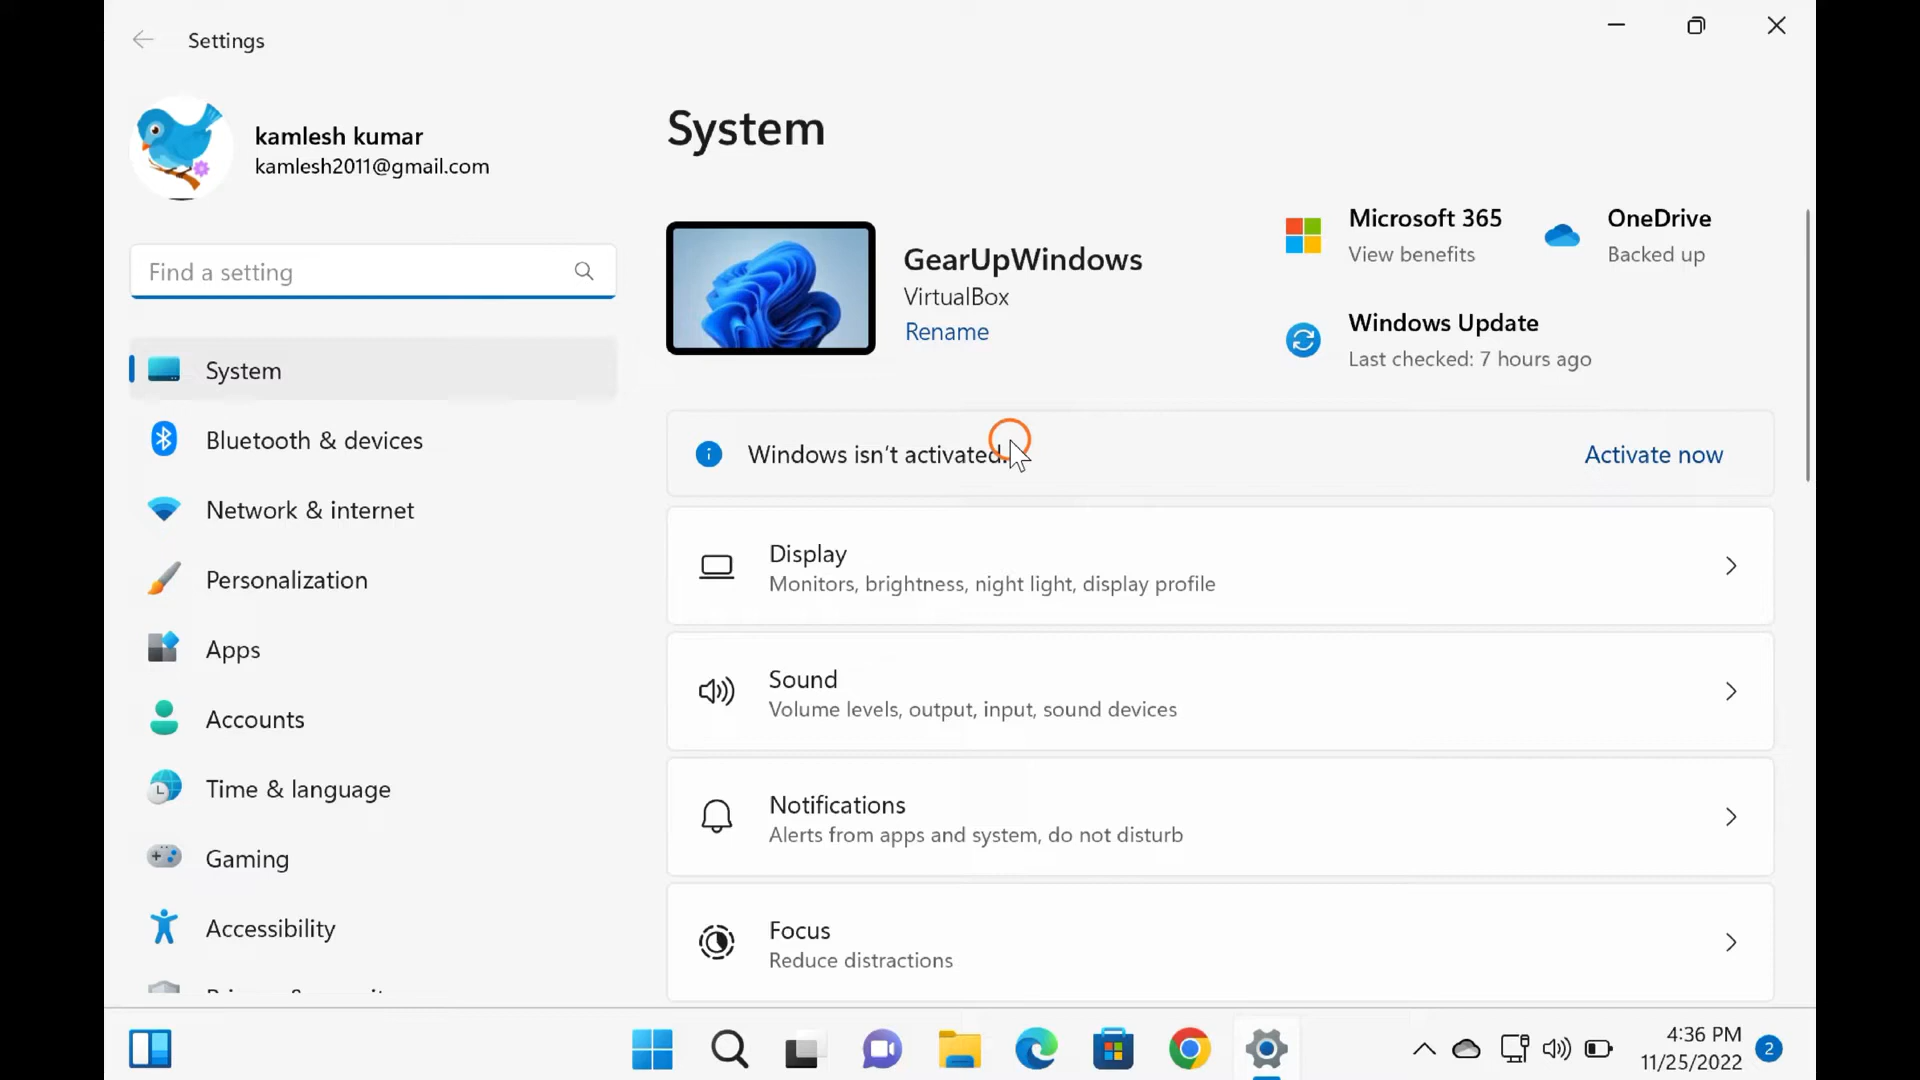 Settings
kamlesh kumar
kamlesh2011@gmail.com
Find a setting
System
Bluetooth & devices
Network & internet
Personalization
Apps
Accounts
Time & language
Gaming
Accessibility
System
GearUpWindows
VirtualBox
Rename
Microsoft 365
View benefits
OneDrive
Backed up
Windows Update
Last checked: 7 hours ago
Windows isn't activated.
Activate now
Display
Monitors, brightness, night light, display profile
Sound
Volume levels, output, input, sound devices
Notifications
Alerts from apps and system, do not disturb
Focus
Reduce distractions
4:36 PM
11/25/2022
2